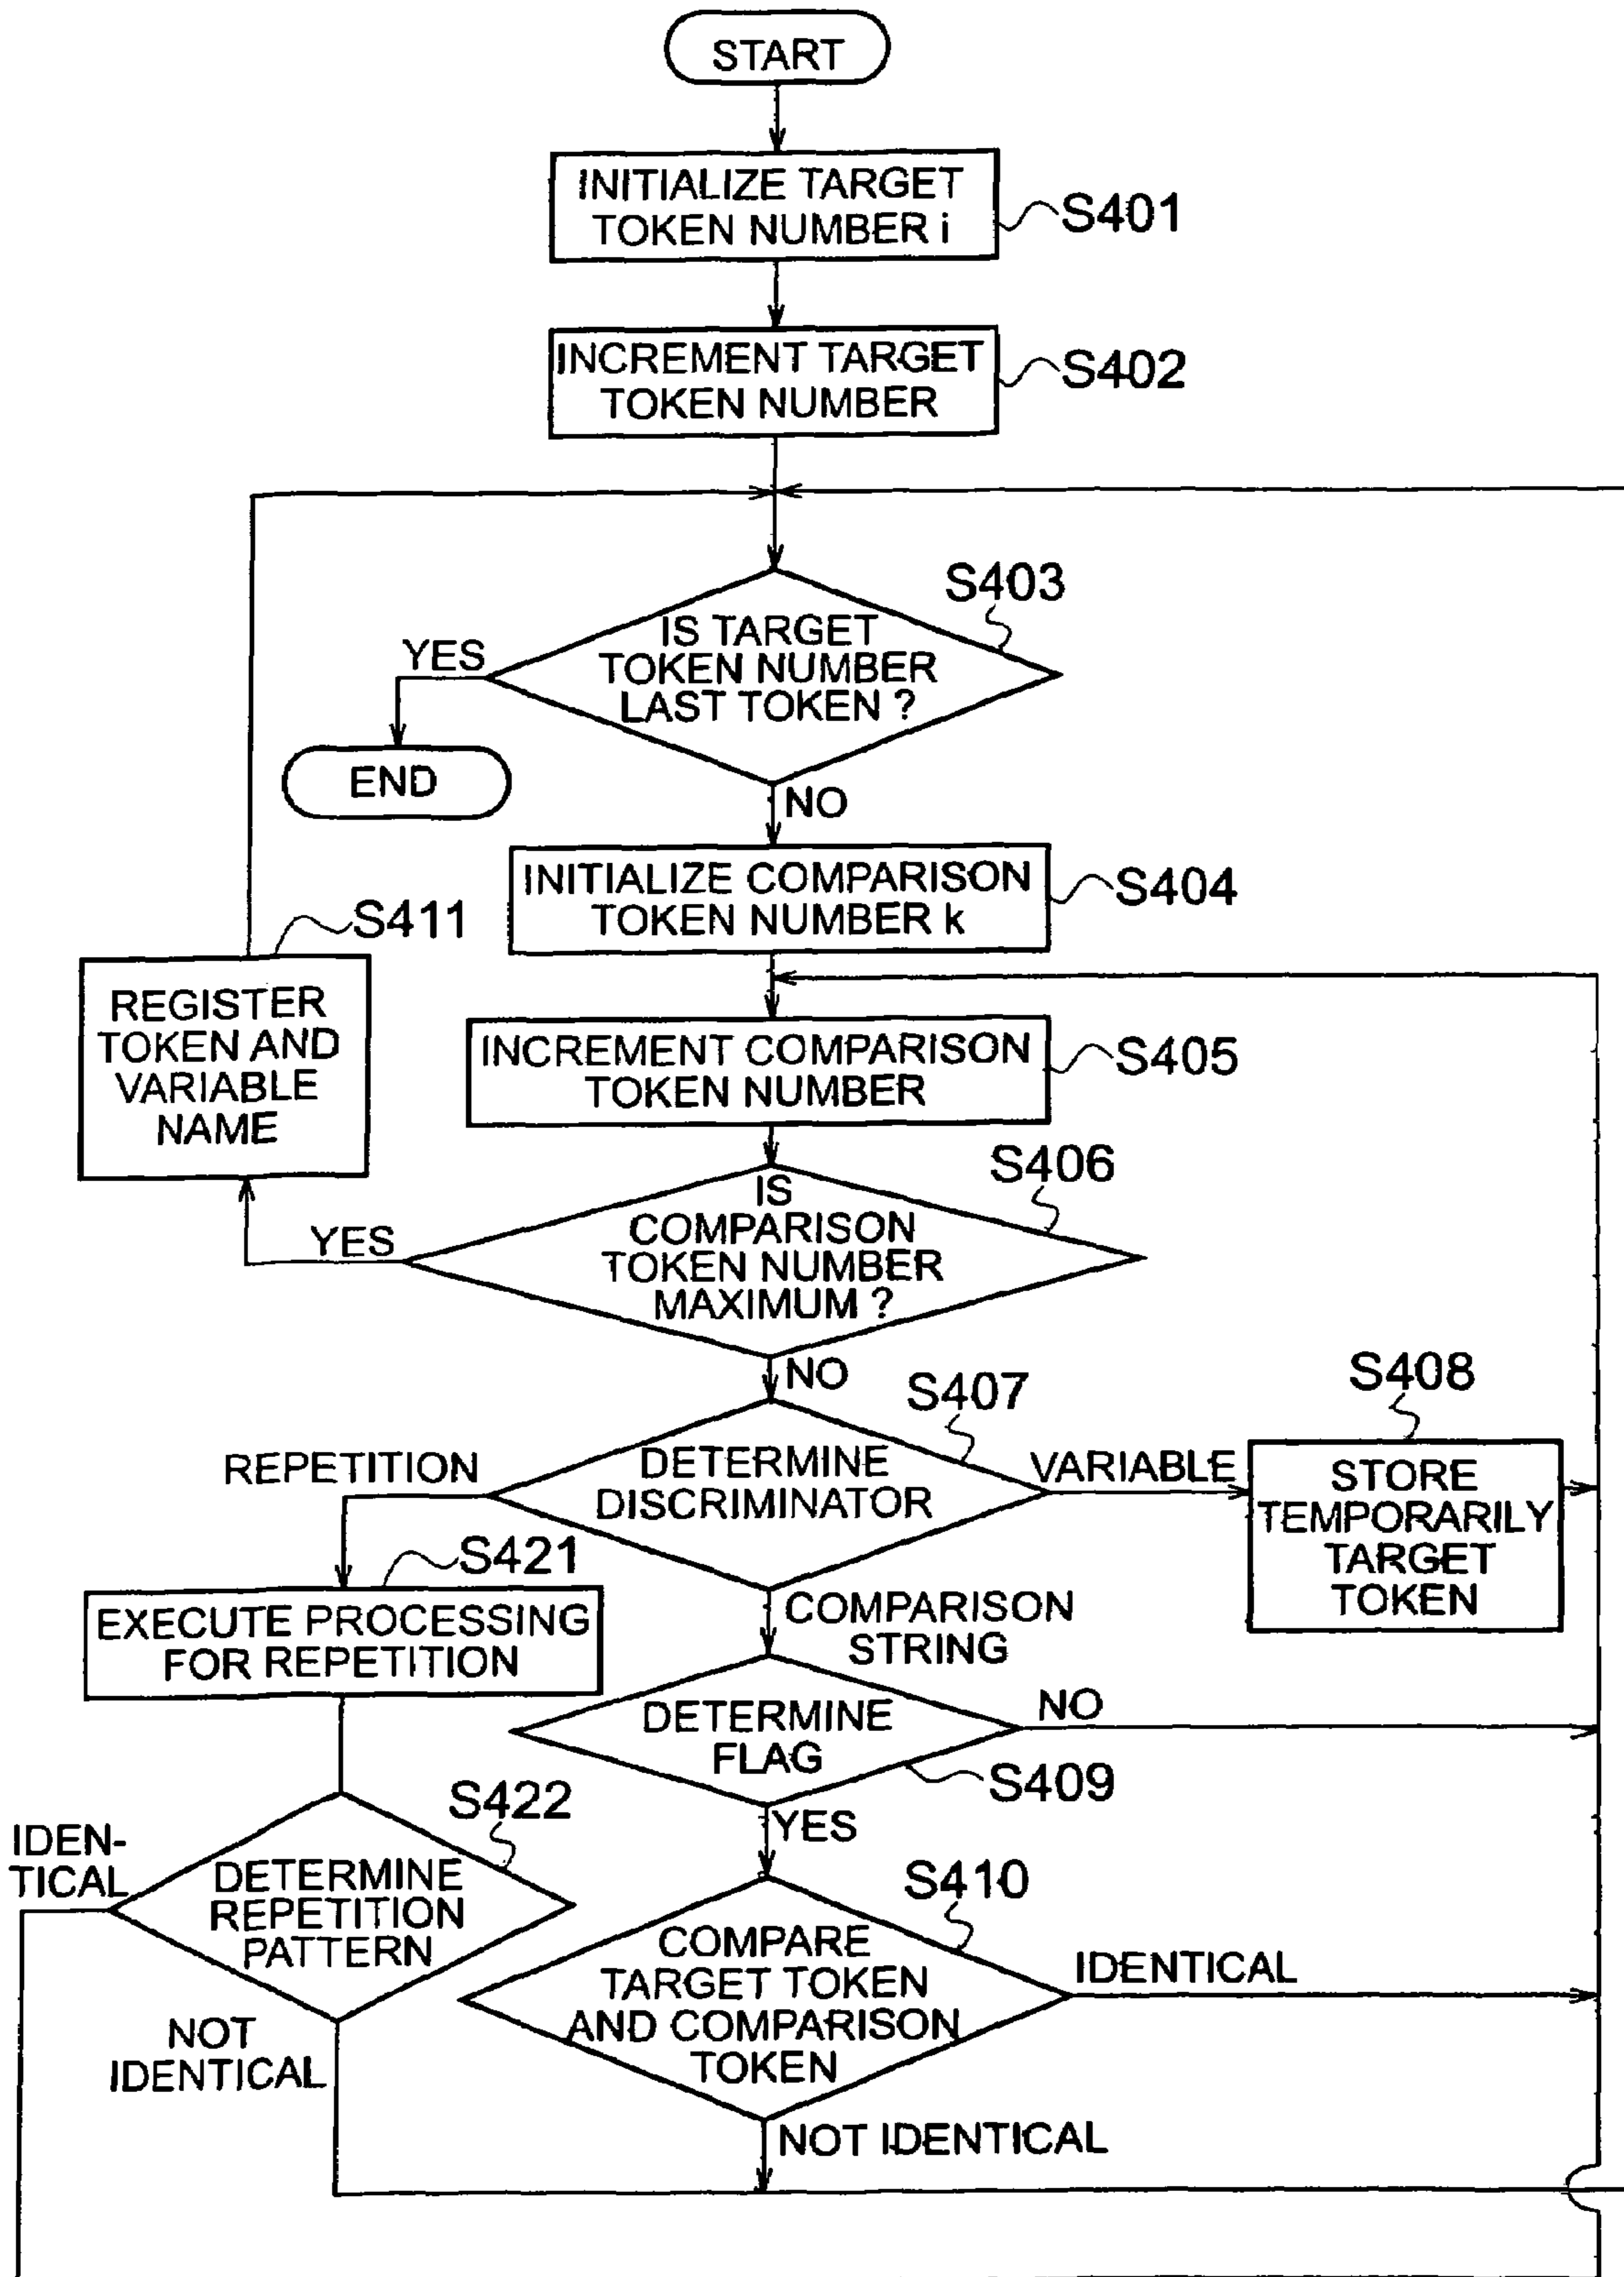 START
INITIALIZE TARGET
TOKEN NUMBER i
S401
INCREMENT TARGET
TOKEN NUMBER
S402
S403
IS TARGET
TOKEN NUMBER
LAST TOKEN ?
YES
END
NO
INITIALIZE COMPARISON
TOKEN NUMBER k
S404
S411
REGISTER
TOKEN AND
VARIABLE
NAME
INCREMENT COMPARISON
TOKEN NUMBER
S405
S406
IS
COMPARISON
TOKEN NUMBER
MAXIMUM ?
YES
NO
S407
S408
REPETITION
DETERMINE
DISCRIMINATOR
VARIABLE
STORE
TEMPORARILY
TARGET
TOKEN
S421
EXECUTE PROCESSING
FOR REPETITION
COMPARISON
STRING
DETERMINE
FLAG
NO
S409
YES
S422
IDEN-
TICAL
DETERMINE
REPETITION
PATTERN
NOT
IDENTICAL
S410
COMPARE
TARGET TOKEN
AND COMPARISON
TOKEN
IDENTICAL
NOT IDENTICAL